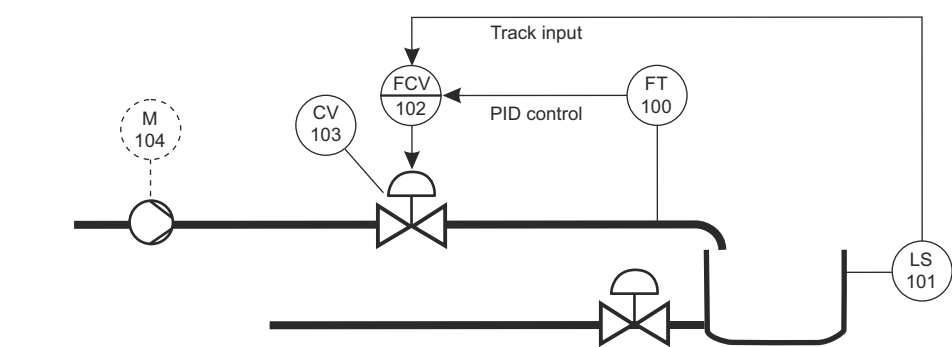 Track input
FCV
102
FT
100
PID control
CV
103
M
104
LS
101